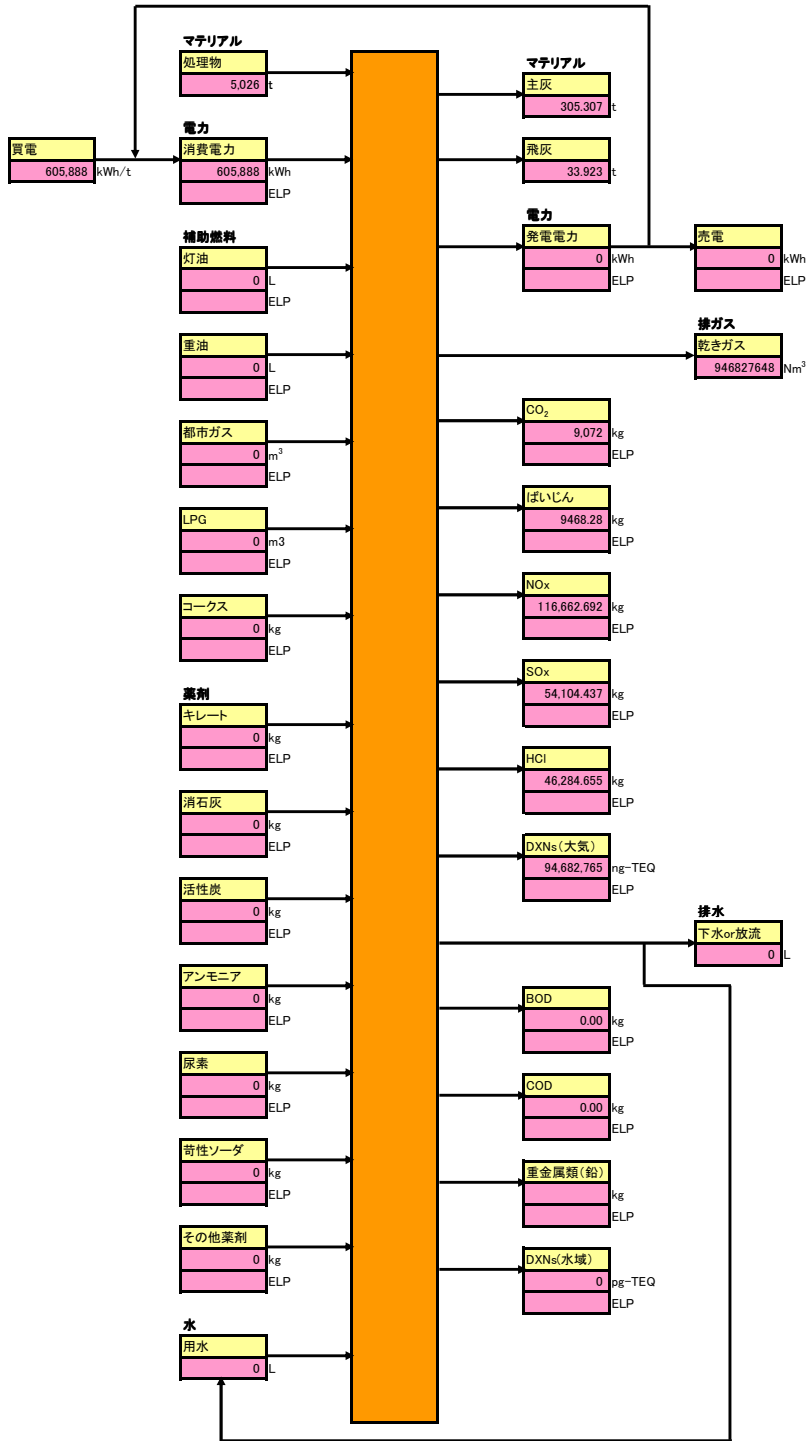 マテリアル
処理物
5,026 t
電力
買電
605,888 kWh/t
消費電力
605,888 kWh
ELP
補助燃料
灯油
0 L
ELP
重油
0 L
ELP
都市ガス
0 m³
ELP
LPG
0 m3
ELP
コークス
0 kg
ELP
薬剤
キレート
0 kg
ELP
消石灰
0 kg
ELP
活性炭
0 kg
ELP
アンモニア
0 kg
ELP
尿素
0 kg
ELP
苛性ソーダ
0 kg
ELP
その他薬剤
0 kg
ELP
水
用水
0 L
マテリアル
主灰
305.307 t
飛灰
33.923 t
電力
発電電力
0 kWh
ELP
売電
0 kWh
ELP
排ガス
乾きガス
946827648 Nm³
CO₂
9,072 kg
ELP
ばいじん
9468.28 kg
ELP
NOx
116,662.692 kg
ELP
SOx
54,104.437 kg
ELP
HCl
46,284.655 kg
ELP
DXNs(大気)
94,682,765 ng-TEQ
ELP
排水
下水or放流
0 L
BOD
0.00 kg
ELP
COD
0.00 kg
ELP
重金属類(鉛)
kg
ELP
DXNs(水域)
0 pg-TEQ
ELP